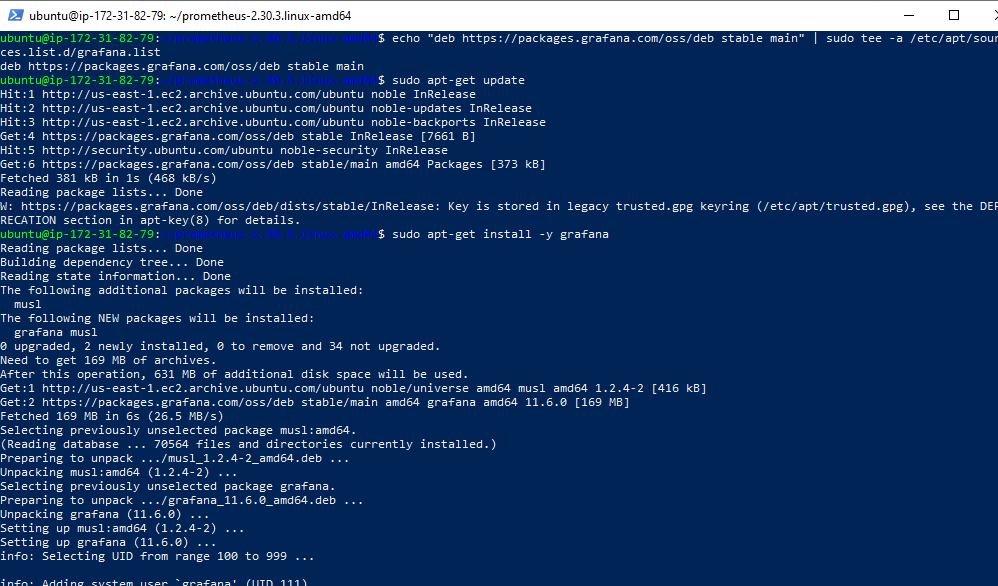 ubuntu@ip-172-31-82-79: ~/prometheus-2.30.3.linux-amd64
ubuntu@ip-172-31-82-79:~/prometheus-2.30.3.linux-amd64$ echo "deb https://packages.grafana.com/oss/deb stable main" | sudo tee -a /etc/apt/sour
ces.list.d/grafana.list
deb https://packages.grafana.com/oss/deb stable main
ubuntu@ip-172-31-82-79:~/prometheus-2.30.3.linux-amd64$ sudo apt-get update
Hit:1 http://us-east-1.ec2.archive.ubuntu.com/ubuntu noble InRelease
Hit:2 http://us-east-1.ec2.archive.ubuntu.com/ubuntu noble-updates InRelease
Hit:3 http://us-east-1.ec2.archive.ubuntu.com/ubuntu noble-backports InRelease
Get:4 https://packages.grafana.com/oss/deb stable InRelease [7661 B]
Hit:5 http://security.ubuntu.com/ubuntu noble-security InRelease
Get:6 https://packages.grafana.com/oss/deb stable/main amd64 Packages [373 kB]
Fetched 381 kB in 1s (468 kB/s)
Reading package lists... Done
W: https://packages.grafana.com/oss/deb/dists/stable/InRelease: Key is stored in legacy trusted.gpg keyring (/etc/apt/trusted.gpg), see the DEP
RECATION section in apt-key(8) for details.
ubuntu@ip-172-31-82-79:~/prometheus-2.30.3.linux-amd64$ sudo apt-get install -y grafana
Reading package lists... Done
Building dependency tree... Done
Reading state information... Done
The following additional packages will be installed:
  musl
The following NEW packages will be installed:
  grafana musl
0 upgraded, 2 newly installed, 0 to remove and 34 not upgraded.
Need to get 169 MB of archives.
After this operation, 631 MB of additional disk space will be used.
Get:1 http://us-east-1.ec2.archive.ubuntu.com/ubuntu noble/universe amd64 musl amd64 1.2.4-2 [416 kB]
Get:2 https://packages.grafana.com/oss/deb stable/main amd64 grafana amd64 11.6.0 [169 MB]
Fetched 169 MB in 6s (26.5 MB/s)
Selecting previously unselected package musl:amd64.
(Reading database ... 70564 files and directories currently installed.)
Preparing to unpack .../musl_1.2.4-2_amd64.deb ...
Unpacking musl:amd64 (1.2.4-2) ...
Selecting previously unselected package grafana.
Preparing to unpack .../grafana_11.6.0_amd64.deb ...
Unpacking grafana (11.6.0) ...
Setting up musl:amd64 (1.2.4-2) ...
Setting up grafana (11.6.0) ...
info: Selecting UID from range 100 to 999 ...
info: Adding system user `grafana' (UID 111)